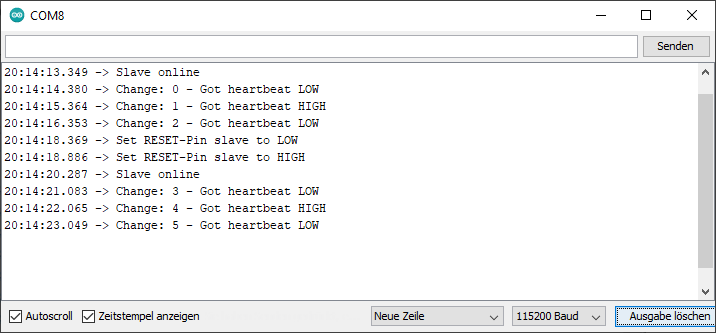 COM8
Senden
20:14:13.349 -> Slave online
20:14:14.380 -> Change: 0 - Got heartbeat LOW
20:14:15.364 -> Change: 1 - Got heartbeat HIGH
20:14:16.353 -> Change: 2 - Got heartbeat LOW
20:14:18.369 -> Set RESET-Pin slave to LOW
20:14:18.886 -> Set RESET-Pin slave to HIGH
20:14:20.287 -> Slave online
20:14:21.083 -> Change: 3 - Got heartbeat LOW
20:14:22.065 -> Change: 4 - Got heartbeat HIGH
20:14:23.049 -> Change: 5 - Got heartbeat LOW
Autoscroll Zeitstempel anzeigen Neue Zeile 115200 Baud Ausgabe löschen